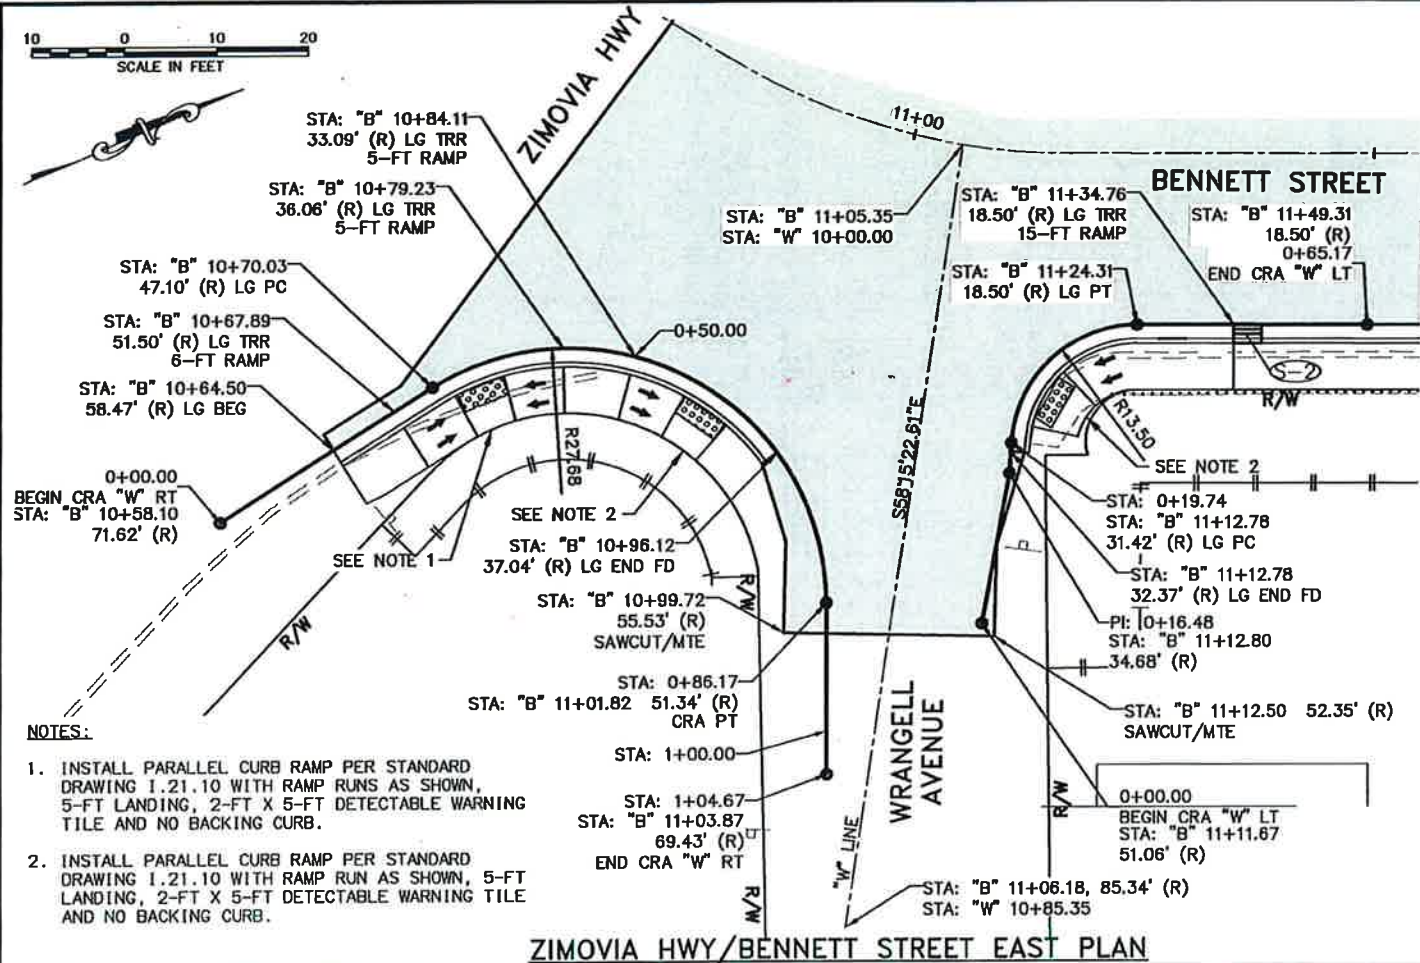 10 0 10 20
SCALE IN FEET
ZIMOVIA HWY
STA: "B" 10+84.11
33.09' (R) LG TRR
5-FT RAMP
STA: "B" 10+79.23
36.06' (R) LG TRR
5-FT RAMP
STA: "B" 10+70.03
47.10' (R) LG PC
STA: "B" 10+67.89
51.50' (R) LG TRR
6-FT RAMP
STA: "B" 10+64.50
58.47' (R) LG BEG
0+00.00
BEGIN CRA "W" RT
STA: "B" 10+58.10
71.62' (R)
11+00
STA: "B" 11+05.35
STA: "W" 10+00.00
BENNETT STREET
STA: "B" 11+34.76
18.50' (R) LG TRR
15-FT RAMP
STA: "B" 11+49.31
18.50' (R)
0+65.17
END CRA "W" LT
STA: "B" 11+24.31
18.50' (R) LG PT
0+50.00
S-2
R/W
R13.50
R27.68
S58°15'22.61"E
SEE NOTE 2
SEE NOTE 2
SEE NOTE 1
STA: 0+19.74
STA: "B" 11+12.78
31.42' (R) LG PC
STA: "B" 11+12.78
32.37' (R) LG END FD
PI: 0+16.48
STA: "B" 11+12.80
34.68' (R)
STA: "B" 10+96.12
37.04' (R) LG END FD
STA: "B" 10+99.72
55.53' (R)
SAWCUT/MTE
R/W
R/W
STA: 0+86.17
STA: "B" 11+01.82 51.34' (R)
CRA PT
STA: "B" 11+12.50 52.35' (R)
SAWCUT/MTE
STA: 1+00.00
WRANGELL
AVENUE
STA: 1+04.67
STA: "B" 11+03.87
69.43' (R)
END CRA "W" RT
0+00.00
BEGIN CRA "W" LT
STA: "B" 11+11.67
51.06' (R)
R/W
R/W
"W" LINE
STA: "B" 11+06.18, 85.34' (R)
STA: "W" 10+85.35
NOTES:
1. INSTALL PARALLEL CURB RAMP PER STANDARD
DRAWING I.21.10 WITH RAMP RUNS AS SHOWN,
5-FT LANDING, 2-FT X 5-FT DETECTABLE WARNING
TILE AND NO BACKING CURB.
2. INSTALL PARALLEL CURB RAMP PER STANDARD
DRAWING I.21.10 WITH RAMP RUN AS SHOWN, 5-FT
LANDING, 2-FT X 5-FT DETECTABLE WARNING TILE
AND NO BACKING CURB.
ZIMOVIA HWY/BENNETT STREET EAST PLAN